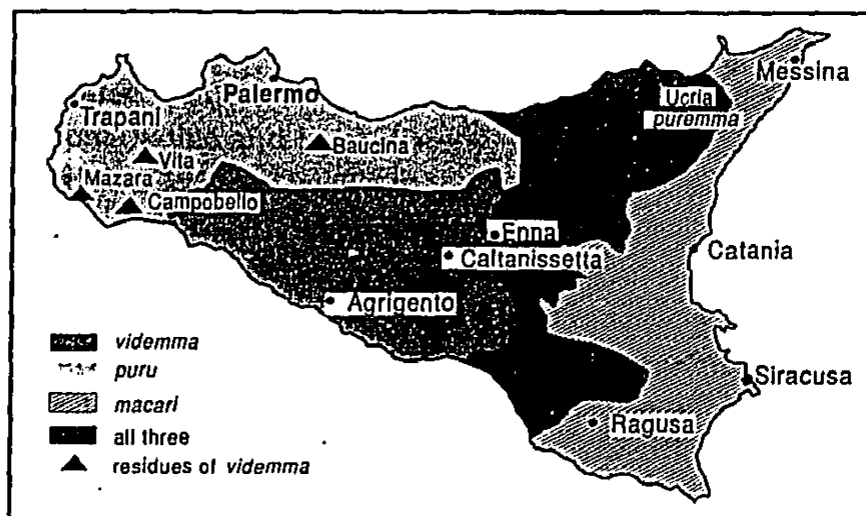 Messina
Ucria
puremma
Palermo
Trapani
Baucina
Vita
Mazara
Campobello
Enna
Caltanissetta
Catania
Agrigento
Siracusa
Ragusa
videmma
puru
macari
all three
residues of videmma